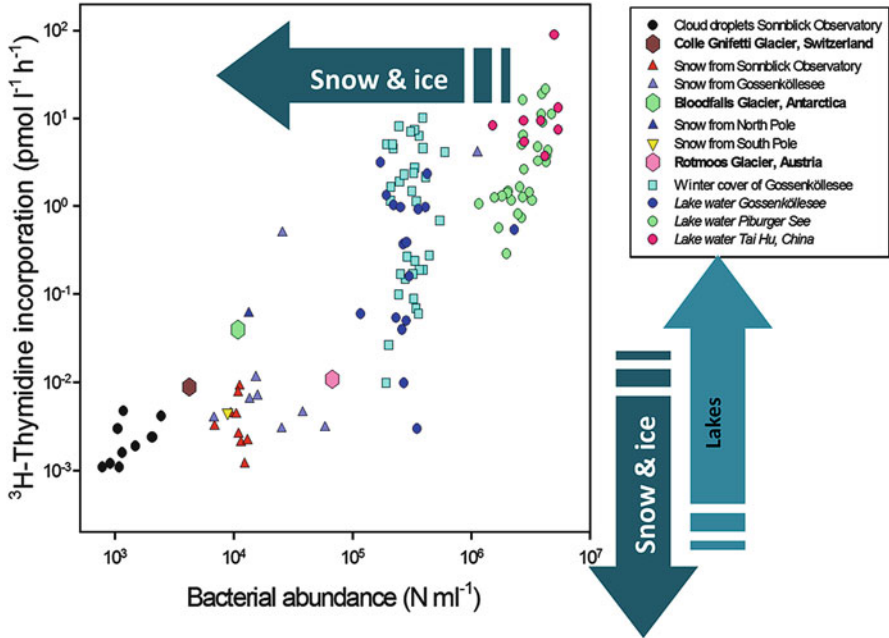 10²
10¹
10⁰
10⁻¹
10⁻²
10⁻³
³H-Thymidine incorporation (pmol l⁻¹ h⁻¹)
10³
10⁴
10⁵
10⁶
10⁷
Bacterial abundance (N ml⁻¹)
Snow & ice
Cloud droplets Sonnblick Observatory
Colle Gnifetti Glacier, Switzerland
Snow from Sonnblick Observatory
Snow from Gossenköllesee
Bloodfalls Glacier, Antarctica
Snow from North Pole
Snow from South Pole
Rotmoos Glacier, Austria
Winter cover of Gossenköllesee
Lake water Gossenköllesee
Lake water Piburger See
Lake water Tai Hu, China
Snow & ice
Lakes